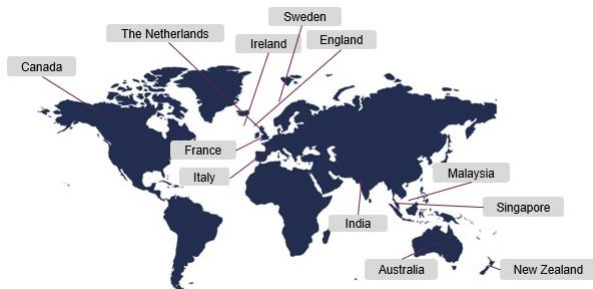 Sweden
The Netherlands
Ireland
England
Canada
France
Italy
Malaysia
Singapore
India
Australia
New Zealand